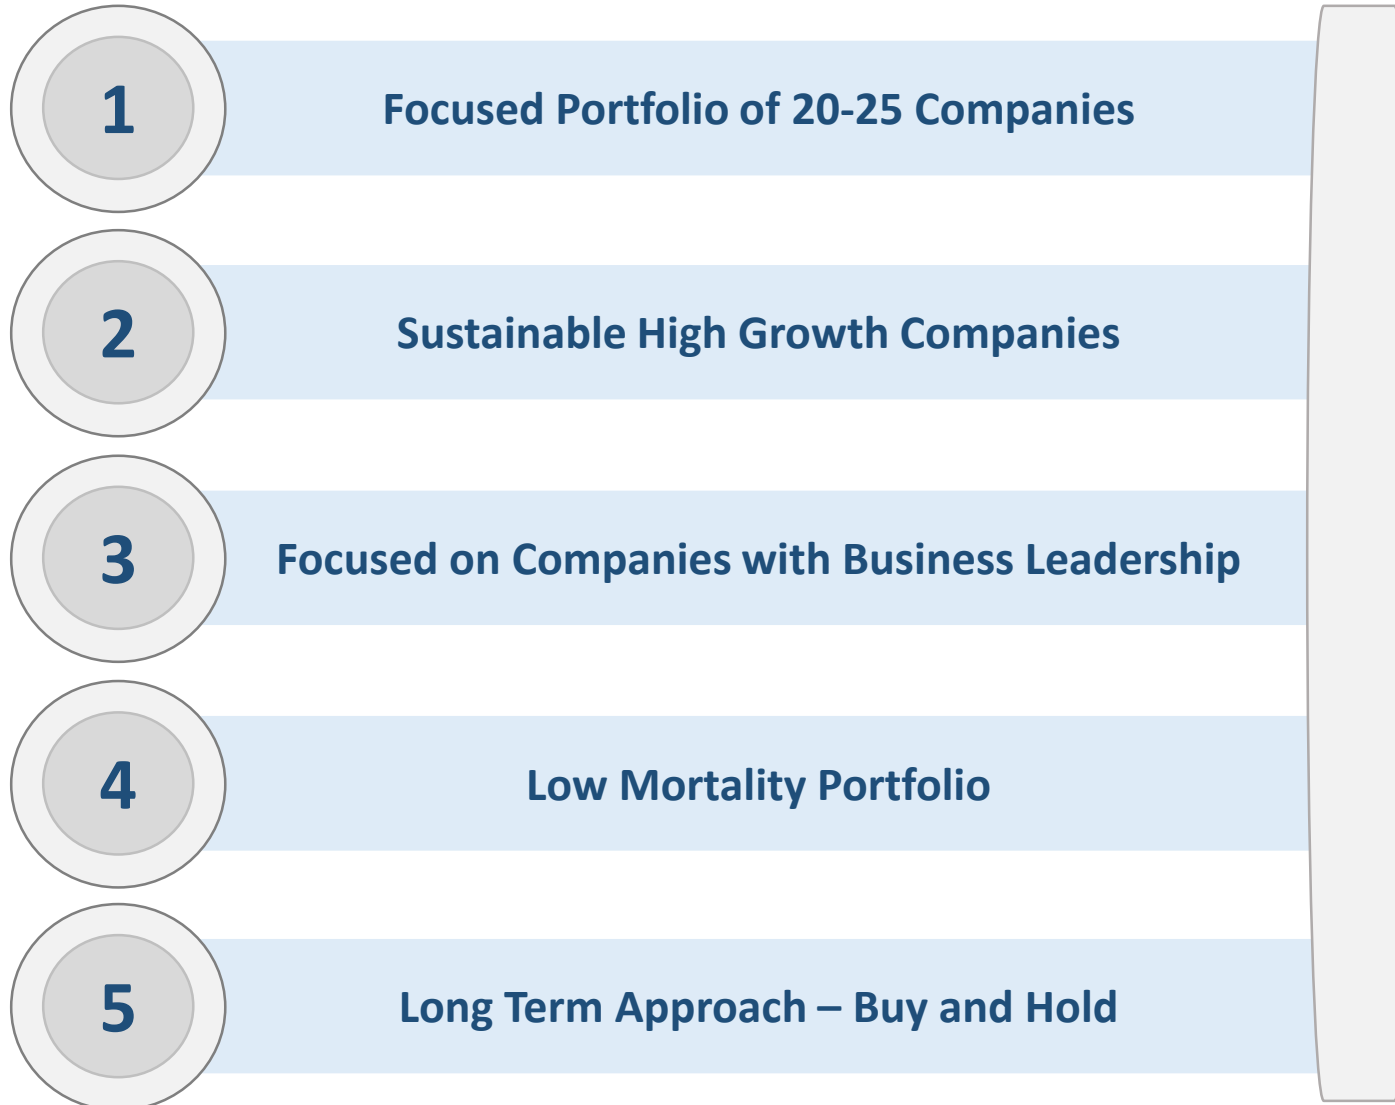 1
Focused Portfolio of 20-25 Companies
2
Sustainable High Growth Companies
3
Focused on Companies with Business Leadership
4
Low Mortality Portfolio
5
Long Term Approach – Buy and Hold